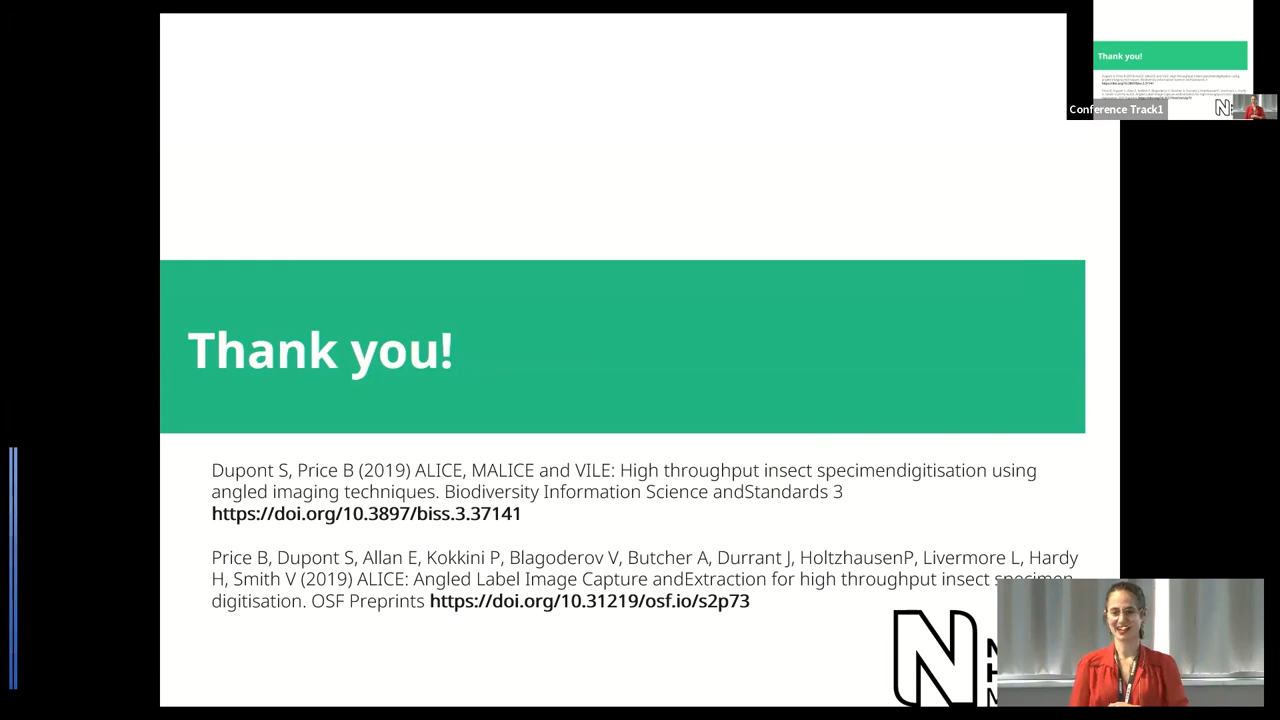 Thank you!
Conference Track1
Thank you!
Dupont S, Price B (2019) ALICE, MALICE and VILE: High throughput insect specimendigitisation using
angled imaging techniques. Biodiversity Information Science andStandards 3
https://doi.org/10.3897/biss.3.37141
Price B, Dupont S, Allan E, Kokkini P, Blagoderov V, Butcher A, Durrant J, HoltzhausenP, Livermore L, Hardy
H, Smith V (2019) ALICE: Angled Label Image Capture andExtraction for high throughput insect specimen
digitisation. OSF Preprints https://doi.org/10.31219/osf.io/s2p73
N